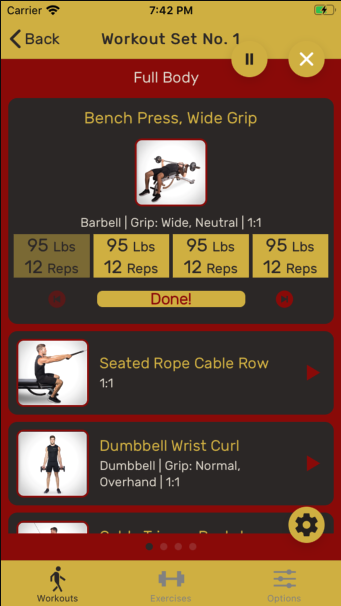 Carrier 7:42 PM
Back Workout Set No. 1
Full Body
Bench Press, Wide Grip
Barbell | Grip: Wide, Neutral | 1:1
95 Lbs 95 Lbs 95 Lbs 95 Lbs
12 Reps 12 Reps 12 Reps 12 Reps
Done!
Seated Rope Cable Row
1:1
Dumbbell Wrist Curl
Dumbbell | Grip: Normal,
Overhand | 1:1
Workouts Exercises Options